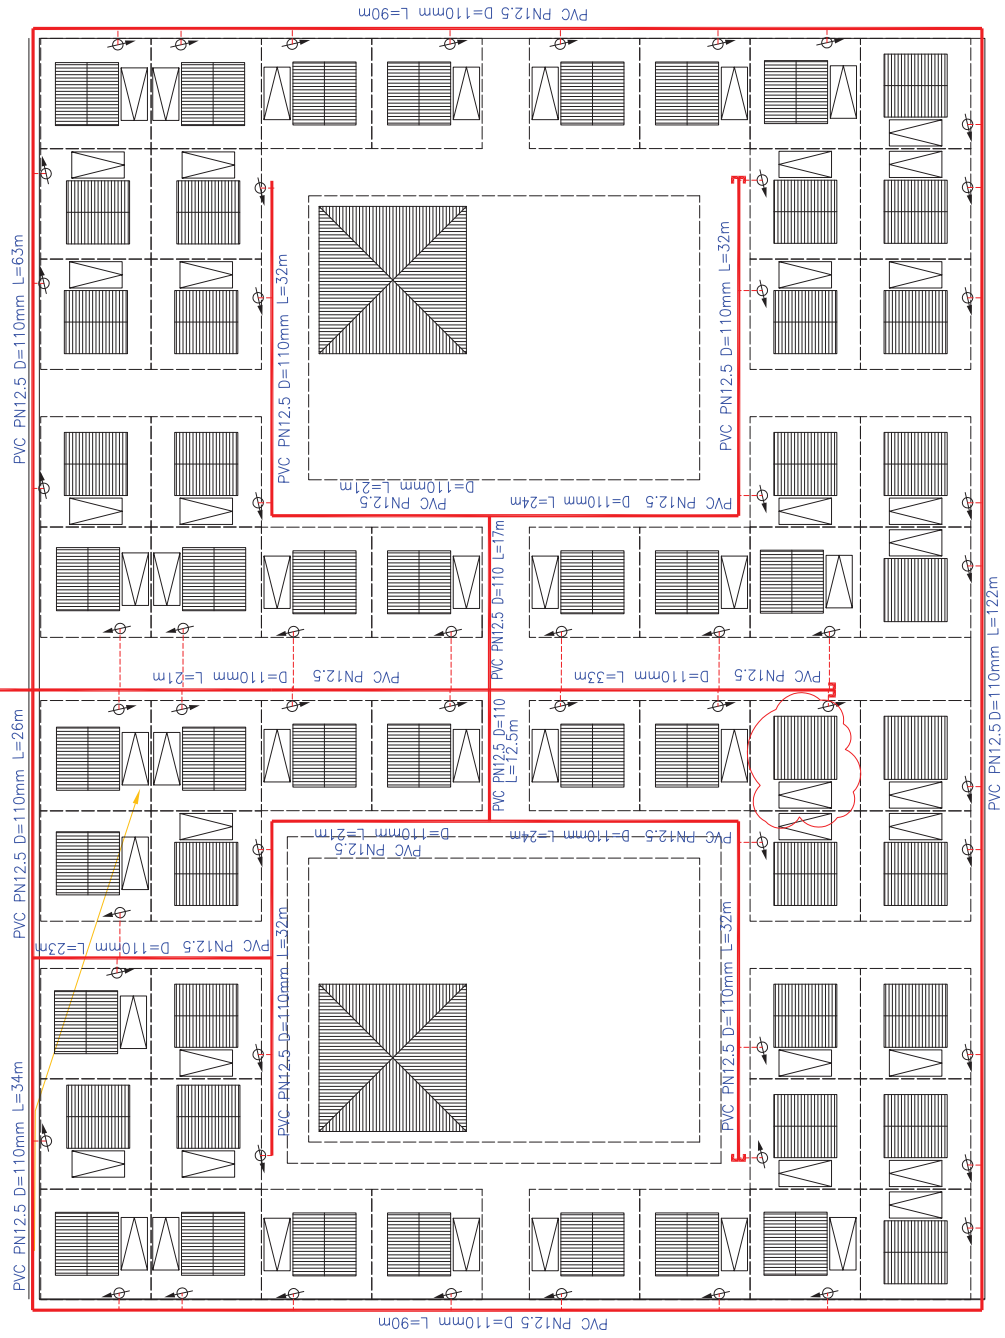 PVC PN12.5 D=110mm L=90m
PVC PN12.5 D=110mm L=63m
PVC PN12.5 D=110mm L=32m
PVC PN12.5 D=110mm L=32m
PVC PN12.5
D=110mm L=21m
PVC PN12.5 D=110mm L=24m
PVC PN12.5 D=110 L=17m
PVC PN12.5 D=110mm L=21m
PVC PN12.5 D=110mm L=33m
PVC PN12.5 D=110mm L=122m
PVC PN12.5 D=110mm L=26m
PVC PN12.5 D=110
L=12.5m
PVC PN12.5
D=110mm L=21m
PVC PN12.5 D=110mm L=24m
PVC PN12.5 D=110mm L=23m
PVC PN12.5 D=110mm L=32m
PVC PN12.5 D=110mm L=32m
PVC PN12.5 D=110mm L=34m
PVC PN12.5 D=110mm L=90m